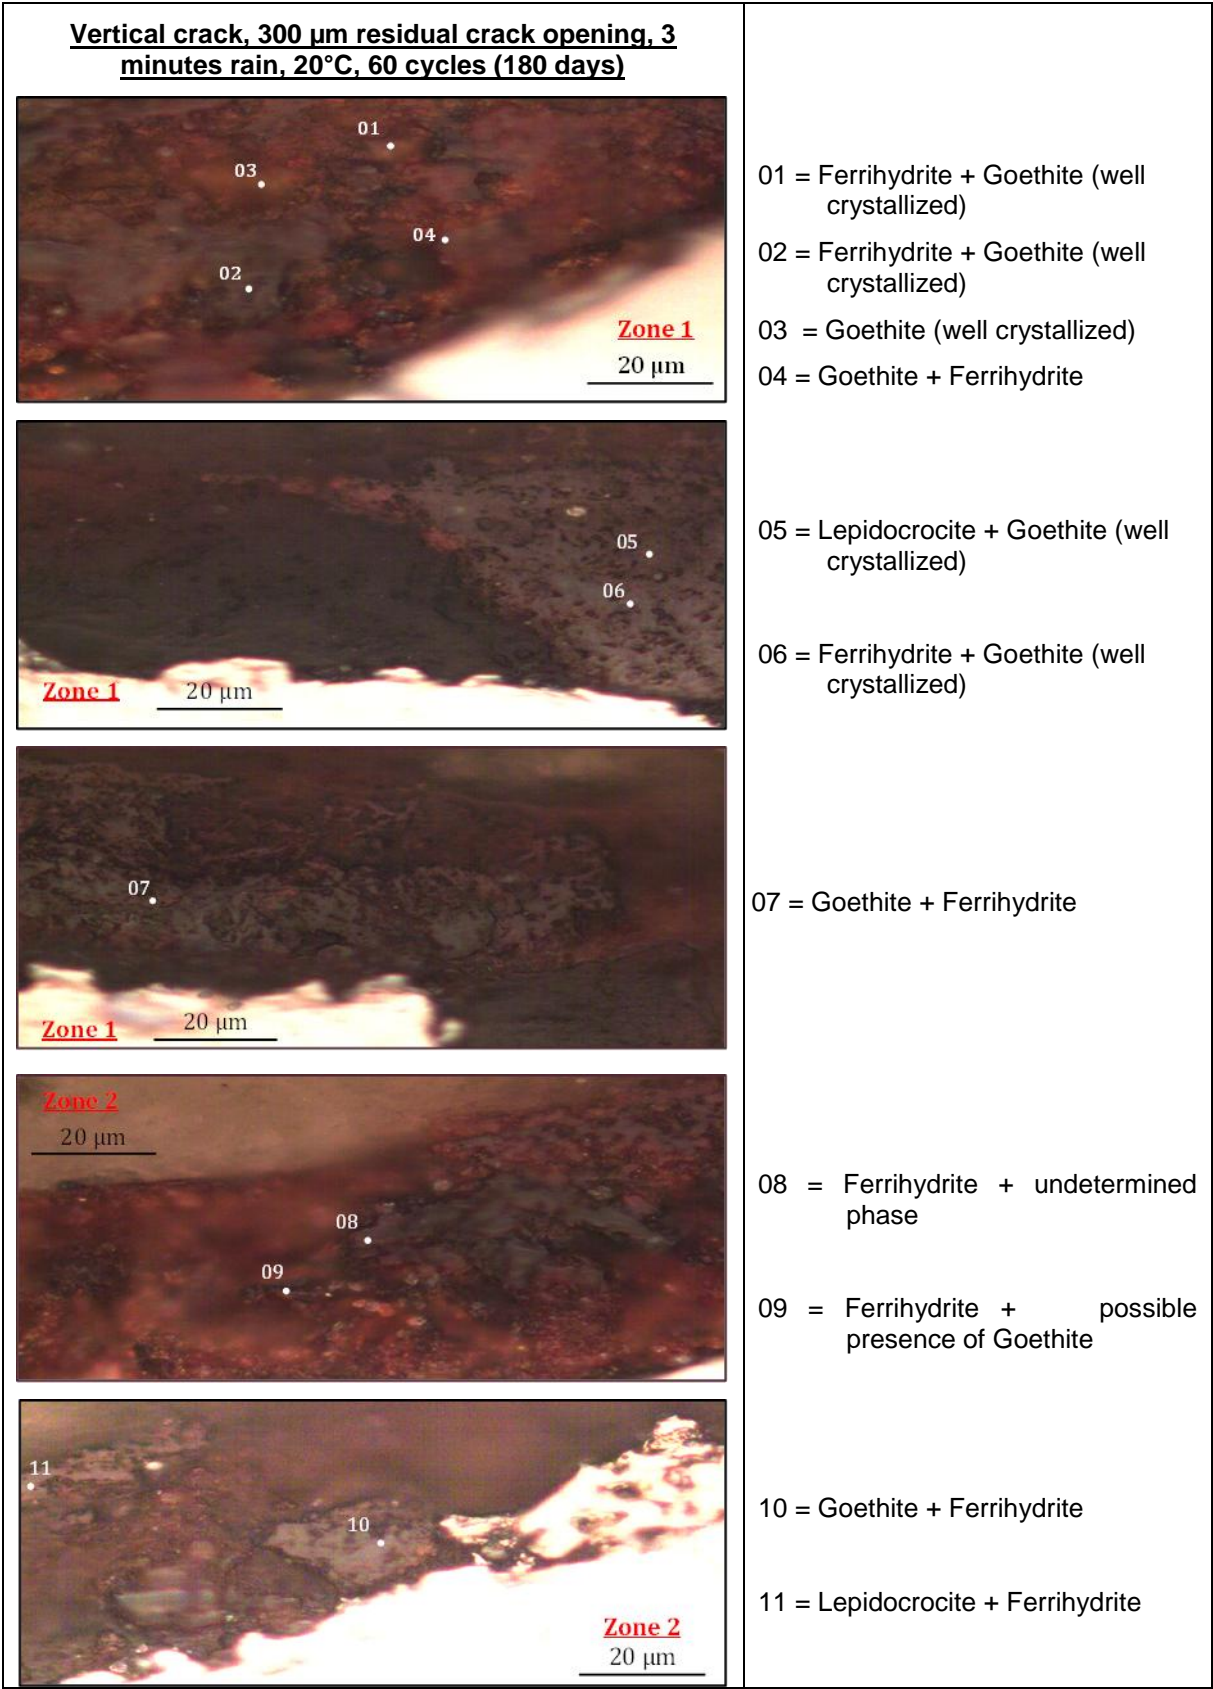 Vertical crack, 300 µm residual crack opening, 3
minutes rain, 20°C, 60 cycles (180 days)
01
03
04
02
Zone 1
20 µm
01 = Ferrihydrite + Goethite (well
crystallized)
02 = Ferrihydrite + Goethite (well
crystallized)
03 = Goethite (well crystallized)
04 = Goethite + Ferrihydrite
05
06
Zone 1
20 µm
05 = Lepidocrocite + Goethite (well
crystallized)
06 = Ferrihydrite + Goethite (well
crystallized)
07
Zone 1
20 µm
07 = Goethite + Ferrihydrite
Zone 2
20 µm
08
09
08 = Ferrihydrite + undetermined
phase
09 = Ferrihydrite + possible
presence of Goethite
11
10
Zone 2
20 µm
10 = Goethite + Ferrihydrite
11 = Lepidocrocite + Ferrihydrite